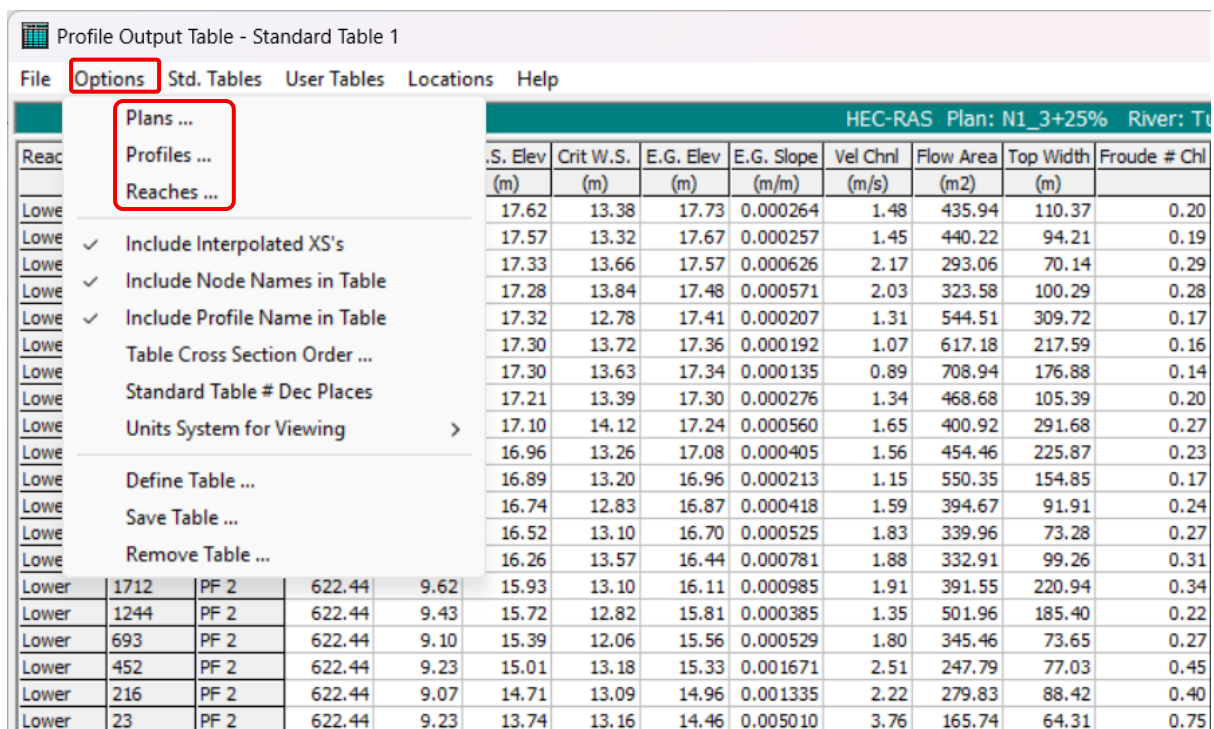 Profile Output Table - Standard Table 1
File Options Std. Tables User Tables Locations Help
HEC-RAS Plan: N1_3+25% River: Tu
Plans ...
Profiles ...
Reaches ...
Include Interpolated XS's
Include Node Names in Table
Include Profile Name in Table
Table Cross Section Order ...
Standard Table # Dec Places
Units System for Viewing
Define Table ...
Save Table ...
Remove Table ...
Reac .S. Elev Crit W.S. E.G. Elev E.G. Slope Vel Chnl Flow Area Top Width Froude # Chl
(m) (m) (m) (m/m) (m/s) (m2) (m)
Lowe 17.62 13.38 17.73 0.000264 1.48 435.94 110.37 0.20
Lowe 17.57 13.32 17.67 0.000257 1.45 440.22 94.21 0.19
Lowe 17.33 13.66 17.57 0.000626 2.17 293.06 70.14 0.29
Lowe 17.28 13.84 17.48 0.000571 2.03 323.58 100.29 0.28
Lowe 17.32 12.78 17.41 0.000207 1.31 544.51 309.72 0.17
Lowe 17.30 13.72 17.36 0.000192 1.07 617.18 217.59 0.16
Lowe 17.30 13.63 17.34 0.000135 0.89 708.94 176.88 0.14
Lowe 17.21 13.39 17.30 0.000276 1.34 468.68 105.39 0.20
Lowe 17.10 14.12 17.24 0.000560 1.65 400.92 291.68 0.27
Lowe 16.96 13.26 17.08 0.000405 1.56 454.46 225.87 0.23
Lowe 16.89 13.20 16.96 0.000213 1.15 550.35 154.85 0.17
Lowe 16.74 12.83 16.87 0.000418 1.59 394.67 91.91 0.24
Lowe 16.52 13.10 16.70 0.000525 1.83 339.96 73.28 0.27
Lowe 16.26 13.57 16.44 0.000781 1.88 332.91 99.26 0.31
Lower 1712 PF 2 622.44 9.62 15.93 13.10 16.11 0.000985 1.91 391.55 220.94 0.34
Lower 1244 PF 2 622.44 9.43 15.72 12.82 15.81 0.000385 1.35 501.96 185.40 0.22
Lower 693 PF 2 622.44 9.10 15.39 12.06 15.56 0.000529 1.80 345.46 73.65 0.27
Lower 452 PF 2 622.44 9.23 15.01 13.18 15.33 0.001671 2.51 247.79 77.03 0.45
Lower 216 PF 2 622.44 9.07 14.71 13.09 14.96 0.001335 2.22 279.83 88.42 0.40
Lower 23 PF 2 622.44 9.23 13.74 13.16 14.46 0.005010 3.76 165.74 64.31 0.75